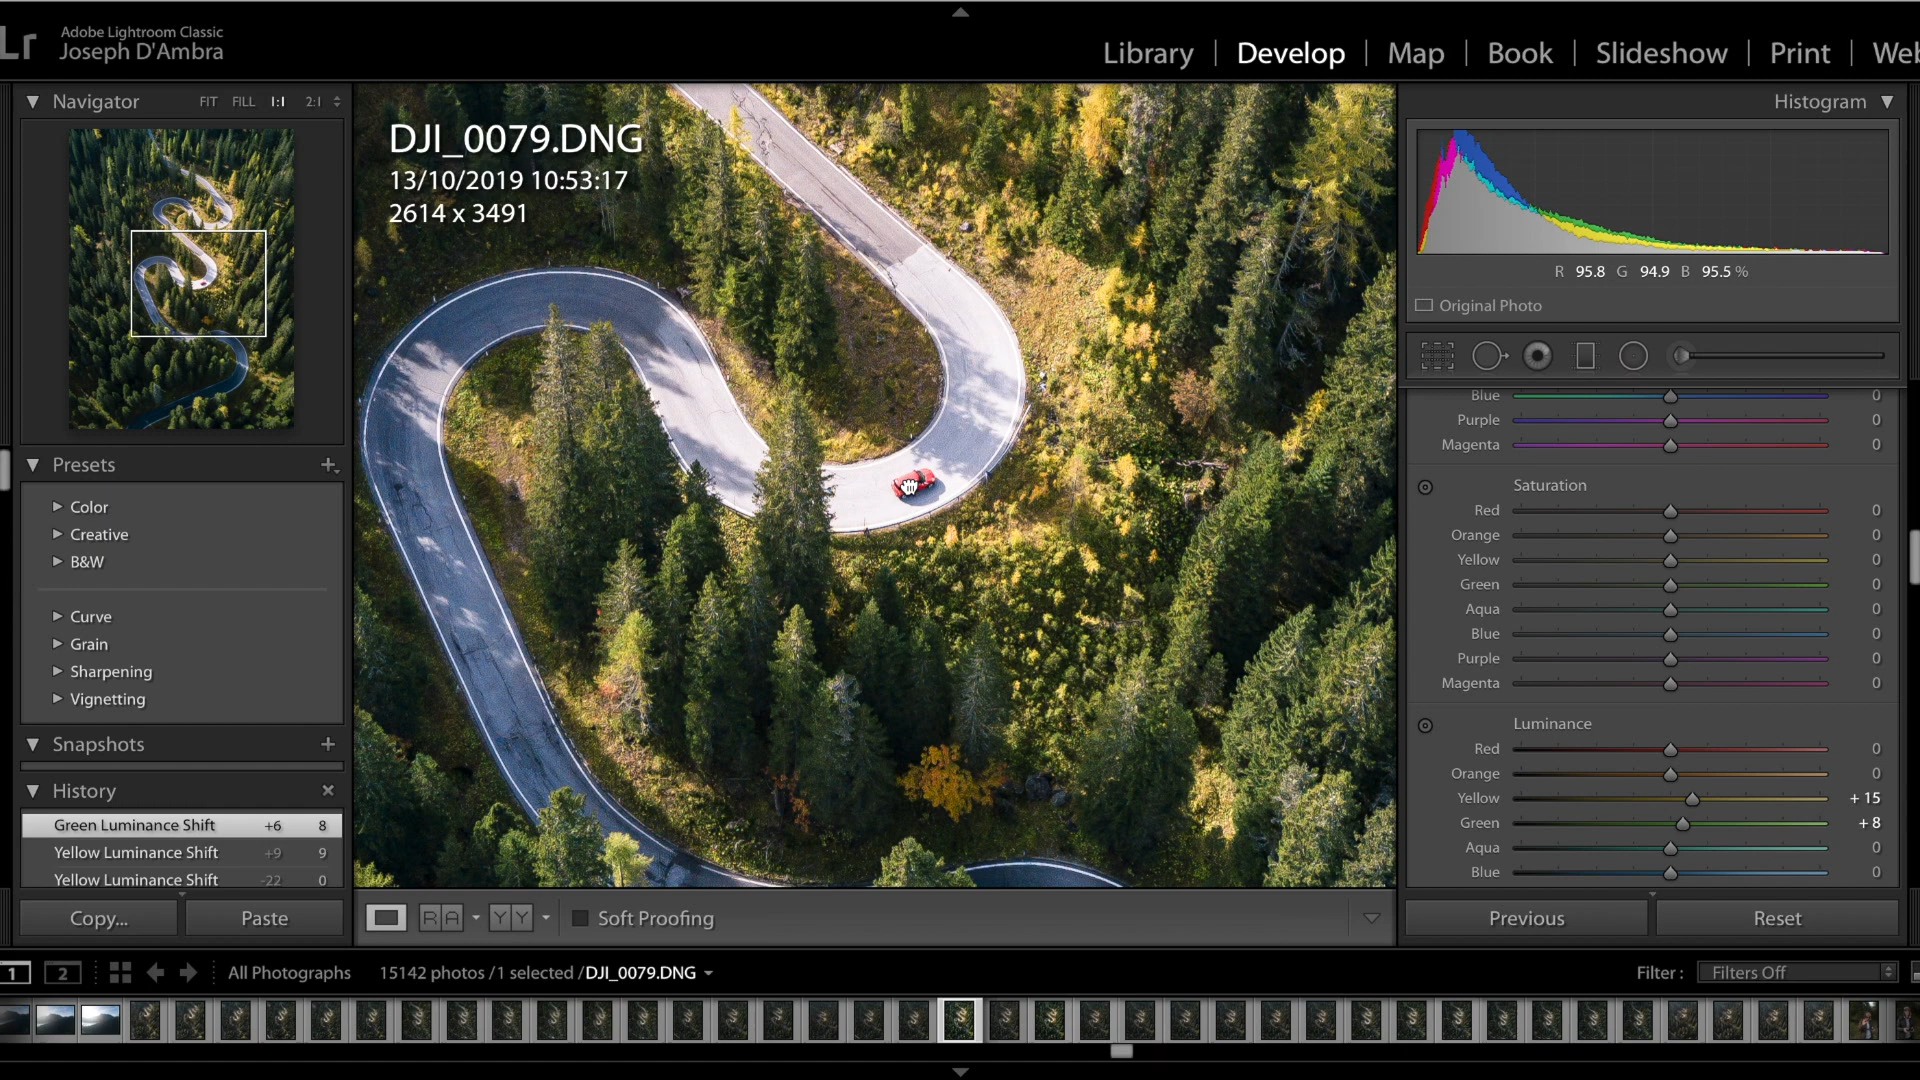 Lr
Adobe Lightroom Classic
Joseph D'Ambra
Library | Develop | Map | Book | Slideshow | Print | Web
Navigator FIT FILL 1:1 2:1
Presets +
Color
Creative
B&W
Curve
Grain
Sharpening
Vignetting
Snapshots +
History ×
Green Luminance Shift +6 8
Yellow Luminance Shift +9 9
Yellow Luminance Shift -22 0
Copy... Paste
DJI_0079.DNG
13/10/2019 10:53:17
2614 x 3491
R A Y Y Soft Proofing
Histogram
R 95.8 G 94.9 B 95.5 %
Original Photo
Blue 0
Purple 0
Magenta 0
Saturation
Red 0
Orange 0
Yellow 0
Green 0
Aqua 0
Blue 0
Purple 0
Magenta 0
Luminance
Red 0
Orange 0
Yellow + 15
Green + 8
Aqua 0
Blue 0
Previous Reset
1 2 All Photographs 15142 photos / 1 selected / DJI_0079.DNG Filter : Filters Off